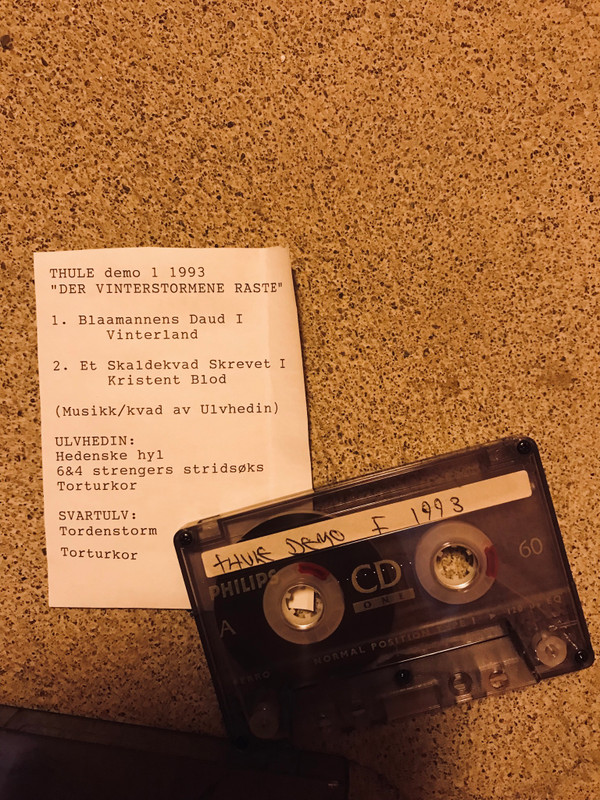 THULE demo 1 1993
"DER VINTERSTORMENE RASTE"
1. Blaamannens Daud I
Vinterland
2. Et Skaldekvad Skrevet I
Kristent Blod
(Musikk/kvad av Ulvhedin)
ULVHEDIN:
Hedenske hyl
6&4 strengers stridsøks
Torturkor
SVARTULV:
Tordenstorm
Torturkor
THULE DEMO I 1993
PHILIPS
CD
ONE
60
A
NORMAL POSITION